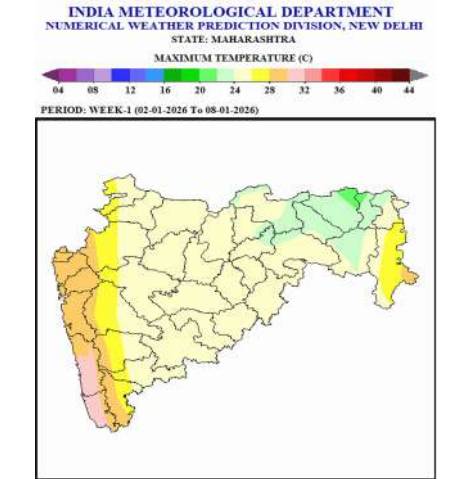 INDIA METEOROLOGICAL DEPARTMENT
NUMERICAL WEATHER PREDICTION DIVISION, NEW DELHI
STATE: MAHARASHTRA
MAXIMUM TEMPERATURE (C)
04 08 12 16 20 24 28 32 36 40 44
PERIOD: WEEK-1 (02-01-2026 To 08-01-2026)